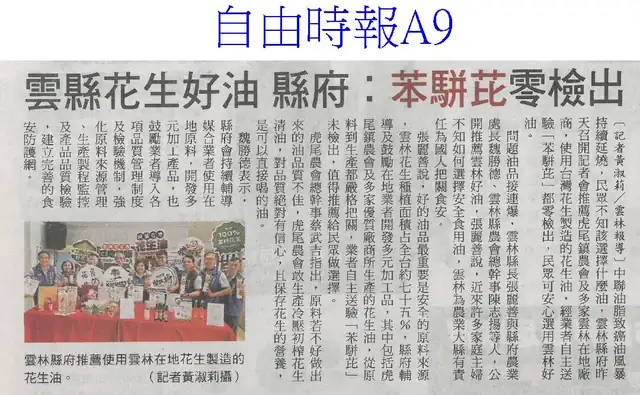 自由時報A9
雲縣花生好油 縣府：苯駢芘零檢出
〔記者黃淑莉／雲林報導〕中聯油脂致癌油風暴
持續延燒，民眾不知該選擇什麼油，雲林縣府昨
天召開記者會推薦虎尾鎮農會及多家雲林在地廠
商，使用台灣花生製造的花生油，經業者自主送
驗「苯駢芘」都零檢出，民眾可安心選用雲林好
油。
問題油品接連爆，雲林縣長張麗善與縣府農業
處長魏勝德、雲林縣農會總幹事陳志揚等人，公
開推薦雲林好油，張麗善說，近來許多家庭主婦
不知如何選擇安全食用油，雲林為農業大縣有責
任為國人把關食安。
張麗善說，好的油品最重要是安全的原料來源
，雲林花生種植面積占全台約七十五％，縣府輔
導及鼓勵在地業者開發多元加工品，其中包括虎
尾鎮農會及多家優質廠商所生產的花生油，從原
料到生產都嚴格把關，業者自主送驗「苯駢芘」
未檢出，值得推薦給民眾做選擇。
虎尾農會總幹事蔡武吉指出，原料若不好做出
來的油品質不佳，虎尾農會敢生產冷壓初榨花生
清油，對品質絕對有信心，且保存花生的營養，
是可以直接喝的油。
魏勝德表示，
縣府會持續輔導
媒合業者使用在
地原料，開發多
元加工產品，也
鼓勵業者導入各
項品質管理制度
及檢驗機制，強
化原料來源管理
、生產製程監控
及產品品質檢驗
，建立完善的食
安防護網。
100%
花生油
雲林縣府推薦使用雲林在地花生製造的
花生油。（記者黃淑莉攝）